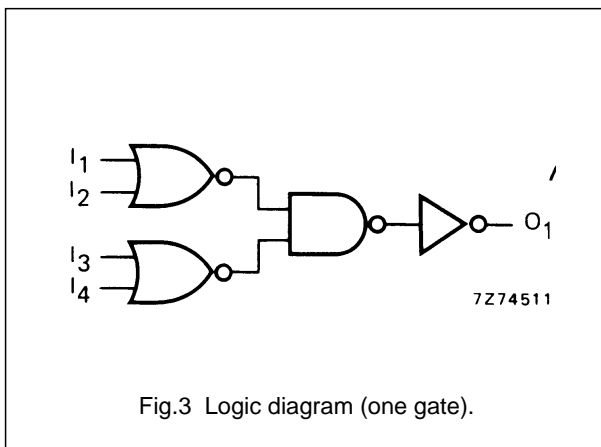 I1
I2
I3
I4
O1
7Z74511
Fig.3 Logic diagram (one gate).